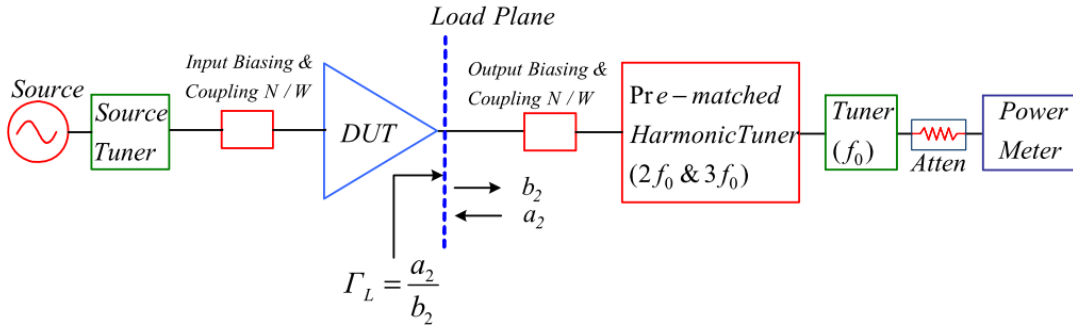 Load Plane
Input Biasing &
Coupling N / W
Output Biasing &
Coupling N / W
Source
Source
Tuner
DUT
Pre - matched
HarmonicTuner
(2f₀ & 3f₀)
Tuner
(f₀)
Atten
Power
Meter
b₂
a₂
Γ_L = a₂/b₂